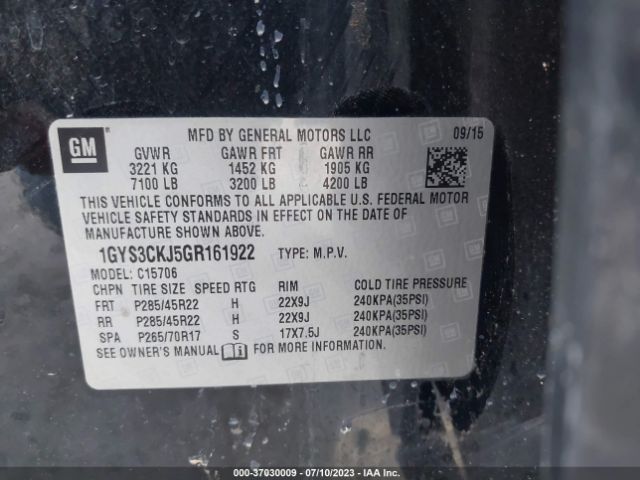 GM
MFD BY GENERAL MOTORS LLC 09/15
GVWR GAWR FRT GAWR RR
3221 KG 1452 KG 1905 KG
7100 LB 3200 LB 4200 LB
THIS VEHICLE CONFORMS TO ALL APPLICABLE U.S. FEDERAL MOTOR
VEHICLE SAFETY STANDARDS IN EFFECT ON THE DATE OF
MANUFACTURE SHOWN ABOVE.
1GYS3CKJ5GR161922 TYPE: M.P.V.
MODEL: C15706
CHPN TIRE SIZE SPEED RTG RIM COLD TIRE PRESSURE
FRT P285/45R22 H 22X9J 240KPA(35PSI)
RR P285/45R22 H 22X9J 240KPA(35PSI)
SPA P265/70R17 S 17X7.5J 240KPA(35PSI)
SEE OWNER'S MANUAL FOR MORE INFORMATION.
000-37030009 - 07/10/2023 - IAA Inc.